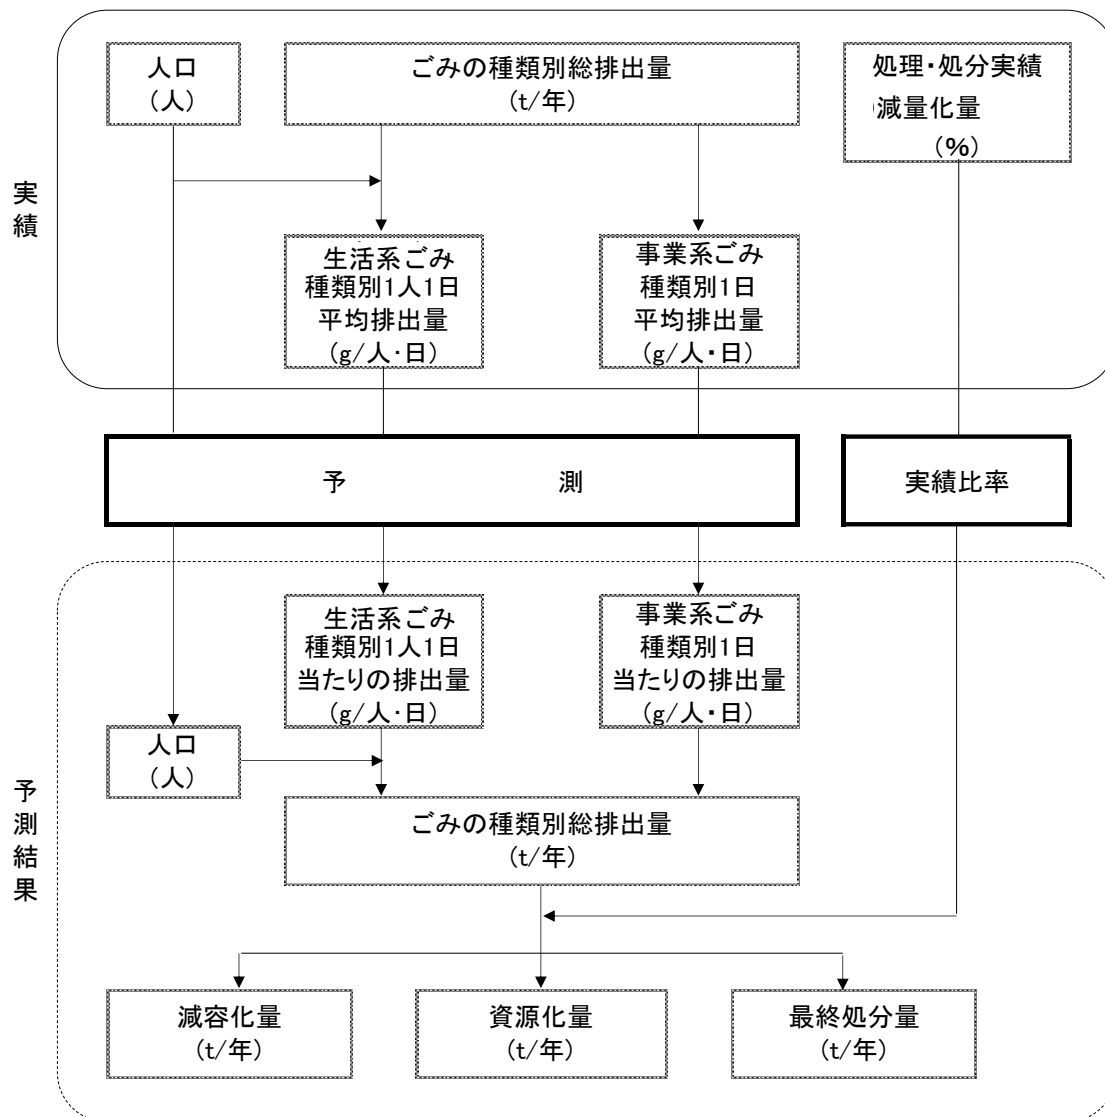 人口
(人)
ごみの種類別総排出量
(t/年)
処理・処分実績
減量化量
(%)
実績
生活系ごみ
種類別1人1日
平均排出量
(g/人・日)
事業系ごみ
種類別1日
平均排出量
(g/人・日)
予測
実績比率
生活系ごみ
種類別1人1日
当たりの排出量
(g/人・日)
事業系ごみ
種類別1日
当たりの排出量
(g/人・日)
人口
(人)
予測結果
ごみの種類別総排出量
(t/年)
減容化量
(t/年)
資源化量
(t/年)
最終処分量
(t/年)